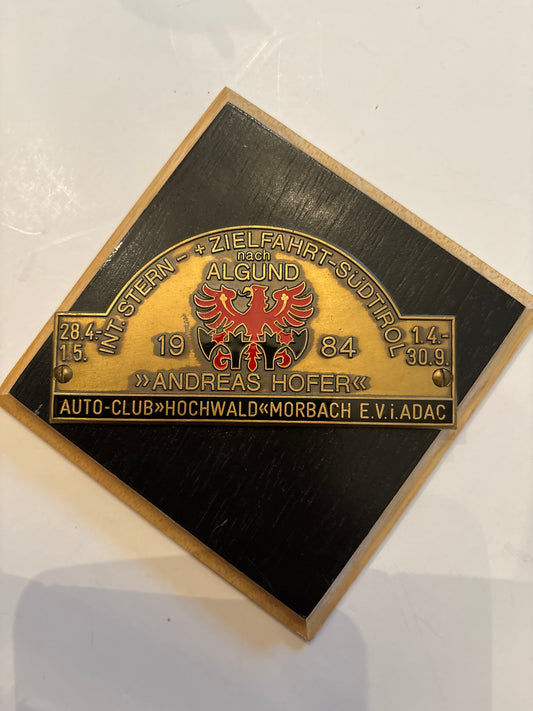 INT. STERN - + ZIELFAHRT-SÜDTIROL
nach
ALGUND
28.4.-
1.5.
19 84
1.4.-
30.9.
»ANDREAS HOFER«
AUTO-CLUB»HOCHWALD«MORBACH E.V.i.ADAC